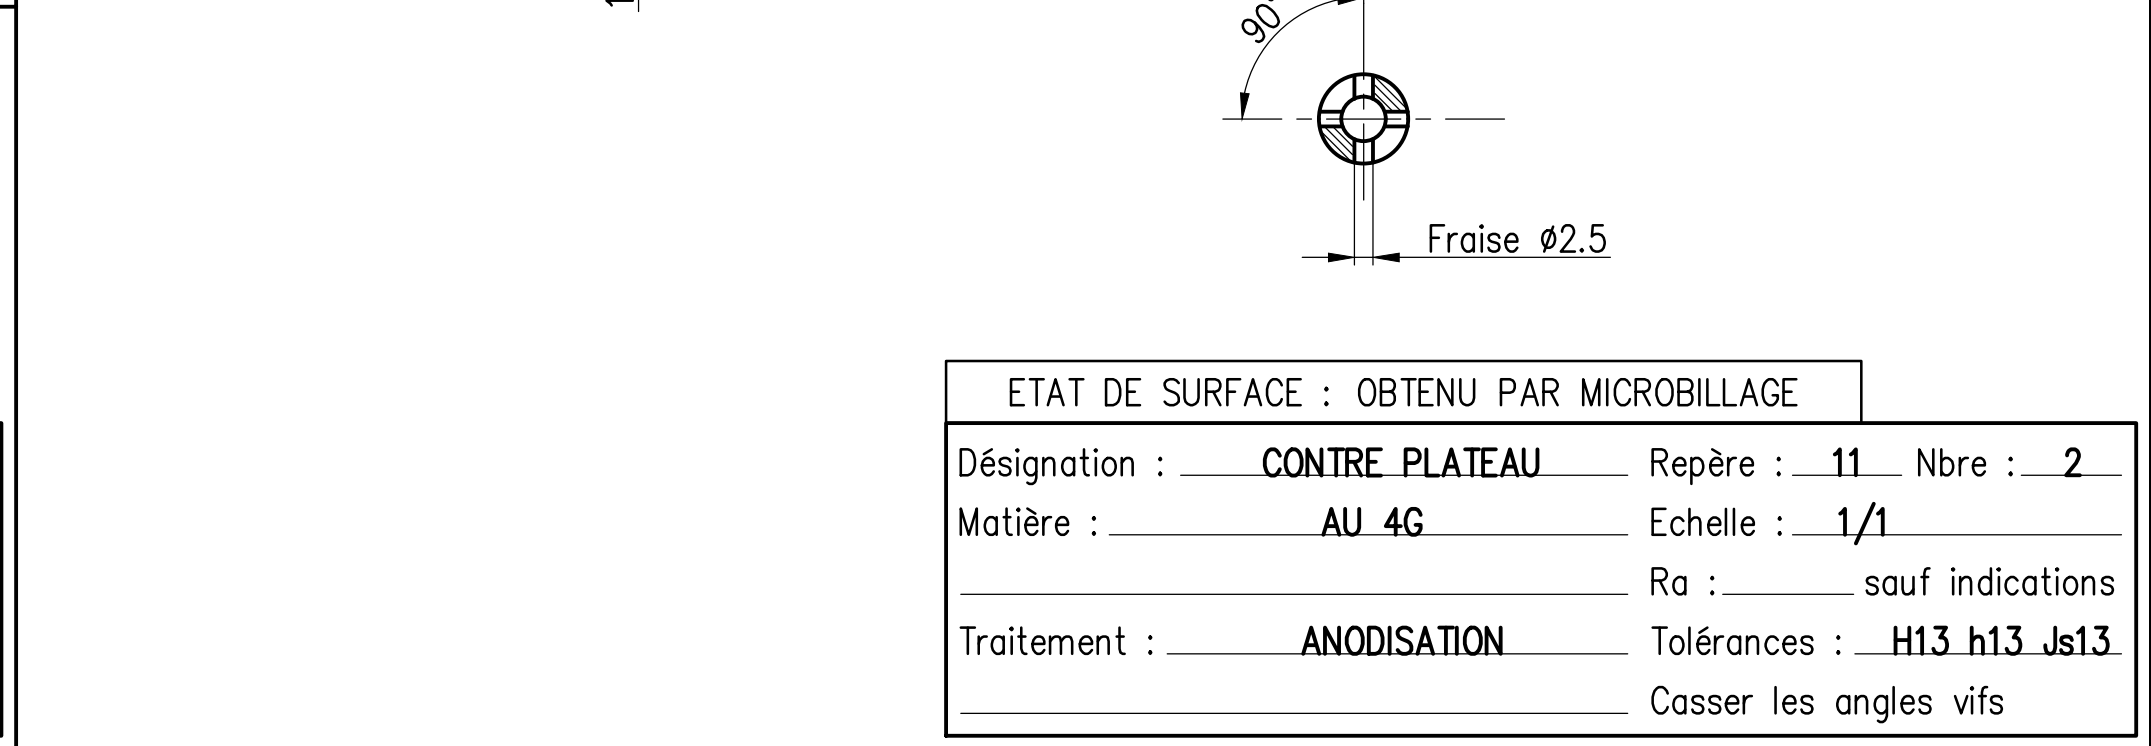 90°
Fraise ø2.5
ETAT DE SURFACE : OBTENU PAR MICROBILLAGE
Désignation : CONTRE PLATEAU Repère : 11 Nbre : 2
Matière : AU 4G Echelle : 1/1
Ra : sauf indications
Traitement : ANODISATION Tolérances : H13 h13 Js13
Casser les angles vifs